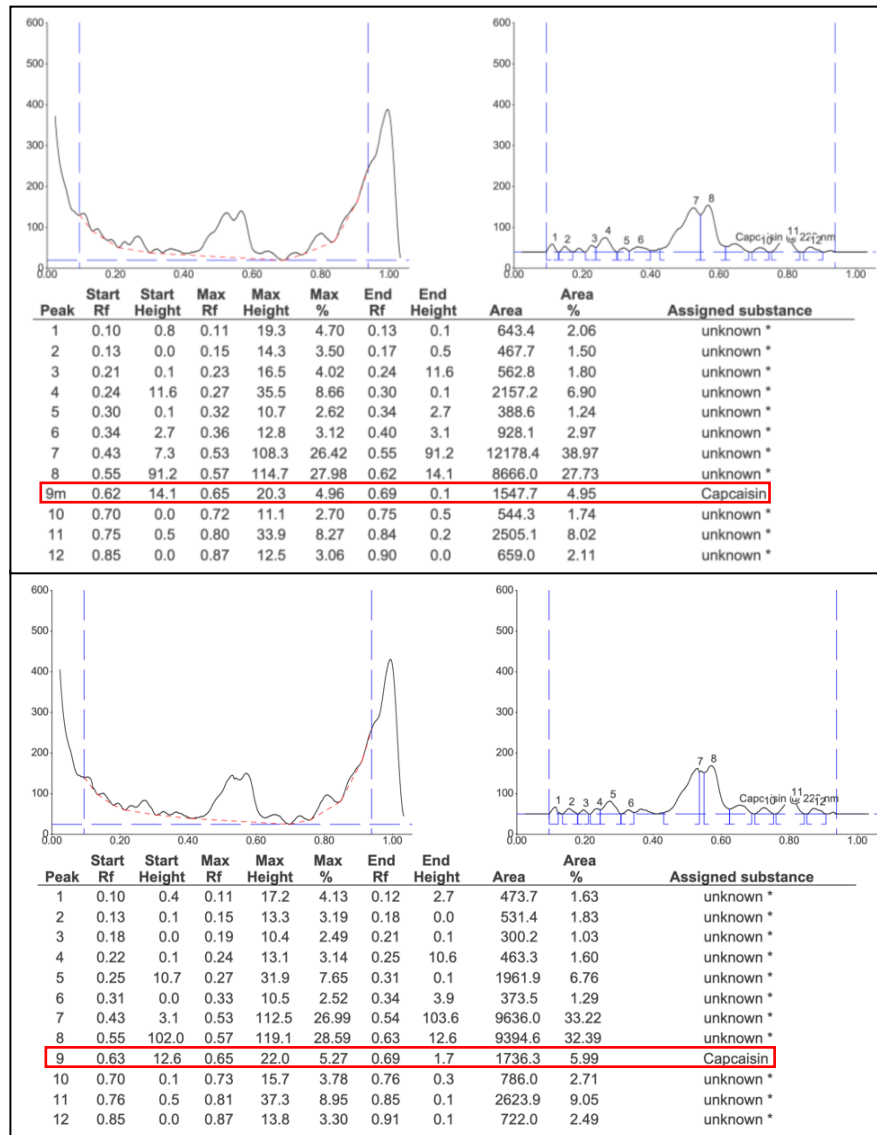 600
600
500
500
400
400
300
300
200
200
7 8
100
100
4
11
1 2 3 5 6 10 12
0
0
0.00 0.20 0.40 0.60 0.80 1.00
0.00 0.20 0.40 0.60 0.80 1.00
Peak Start Rf Start Height Max Rf Max Height Max % End Rf End Height Area Area % Assigned substance
1 0.10 0.8 0.11 19.3 4.70 0.13 0.1 643.4 2.06 unknown *
2 0.13 0.0 0.15 14.3 3.50 0.17 0.5 467.7 1.50 unknown *
3 0.21 0.1 0.23 16.5 4.02 0.24 11.6 562.8 1.80 unknown *
4 0.24 11.6 0.27 35.5 8.66 0.30 0.1 2157.2 6.90 unknown *
5 0.30 0.1 0.32 10.7 2.62 0.34 2.7 388.6 1.24 unknown *
6 0.34 2.7 0.36 12.8 3.12 0.40 3.1 928.1 2.97 unknown *
7 0.43 7.3 0.53 108.3 26.42 0.55 91.2 12178.4 38.97 unknown *
8 0.55 91.2 0.57 114.7 27.98 0.62 14.1 8666.0 27.73 unknown *
9m 0.62 14.1 0.65 20.3 4.96 0.69 0.1 1547.7 4.95 Capcaisin
10 0.70 0.0 0.72 11.1 2.70 0.75 0.5 544.3 1.74 unknown *
11 0.75 0.5 0.80 33.9 8.27 0.84 0.2 2505.1 8.02 unknown *
12 0.85 0.0 0.87 12.5 3.06 0.90 0.0 659.0 2.11 unknown *
600
600
500
500
400
400
300
300
200
200
7 8
100
100
5
11
1 2 3 4 6 10 12
0
0
0.00 0.20 0.40 0.60 0.80 1.00
0.00 0.20 0.40 0.60 0.80 1.00
Peak Start Rf Start Height Max Rf Max Height Max % End Rf End Height Area Area % Assigned substance
1 0.10 0.4 0.11 17.2 4.13 0.12 2.7 473.7 1.63 unknown *
2 0.13 0.1 0.15 13.3 3.19 0.18 0.0 531.4 1.83 unknown *
3 0.18 0.0 0.19 10.4 2.49 0.21 0.1 300.2 1.03 unknown *
4 0.22 0.1 0.24 13.1 3.14 0.25 10.6 463.3 1.60 unknown *
5 0.25 10.7 0.27 31.9 7.65 0.31 0.1 1961.9 6.76 unknown *
6 0.31 0.0 0.33 10.5 2.52 0.34 3.9 373.5 1.29 unknown *
7 0.43 3.1 0.53 112.5 26.99 0.54 103.6 9636.0 33.22 unknown *
8 0.55 102.0 0.57 119.1 28.59 0.63 12.6 9394.6 32.39 unknown *
9 0.63 12.6 0.65 22.0 5.27 0.69 1.7 1736.3 5.99 Capcaisin
10 0.70 0.1 0.73 15.7 3.78 0.76 0.3 786.0 2.71 unknown *
11 0.76 0.5 0.81 37.3 8.95 0.85 0.1 2623.9 9.05 unknown *
12 0.85 0.0 0.87 13.8 3.30 0.91 0.1 722.0 2.49 unknown *